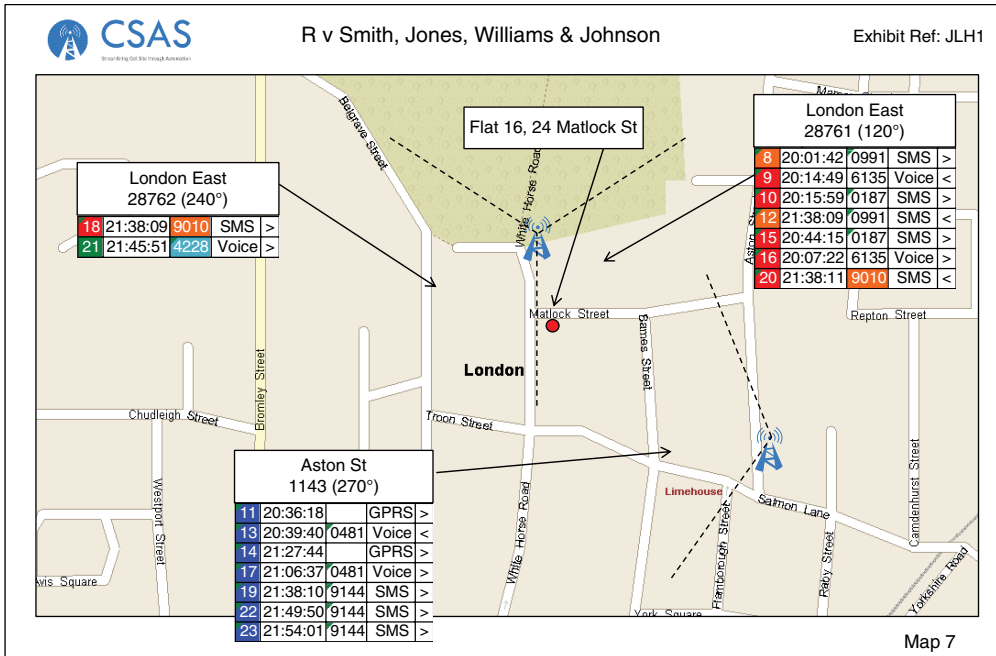 CSAS
Streamlining Cell Site through Automation
R v Smith, Jones, Williams & Johnson
Exhibit Ref: JLH1
Belgrave Street
Flat 16, 24 Matlock St
White Horse Road
London East
28761 (120°)
8 20:01:42 0991 SMS >
9 20:14:49 6135 Voice <
10 20:15:59 0187 SMS >
12 21:38:09 0991 SMS <
15 20:44:15 0187 SMS >
16 20:07:22 6135 Voice >
20 21:38:11 9010 SMS <
London East
28762 (240°)
18 21:38:09 9010 SMS >
21 21:45:51 4228 Voice >
Matlock Street
Repton Street
Barnes Street
London
Bromley Street
Chudleigh Street
Troon Street
Aston St
1143 (270°)
11 20:36:18 GPRS >
13 20:39:40 0481 Voice <
14 21:27:44 GPRS >
17 21:06:37 0481 Voice >
19 21:38:10 9144 SMS >
22 21:49:50 9144 SMS >
23 21:54:01 9144 SMS >
Westport Street
White Horse Road
Limehouse
Salmon Lane
Flamborough Street
Raby Street
Camdenhurst Street
Yorkshire Road
York Square
Avis Square
Map 7